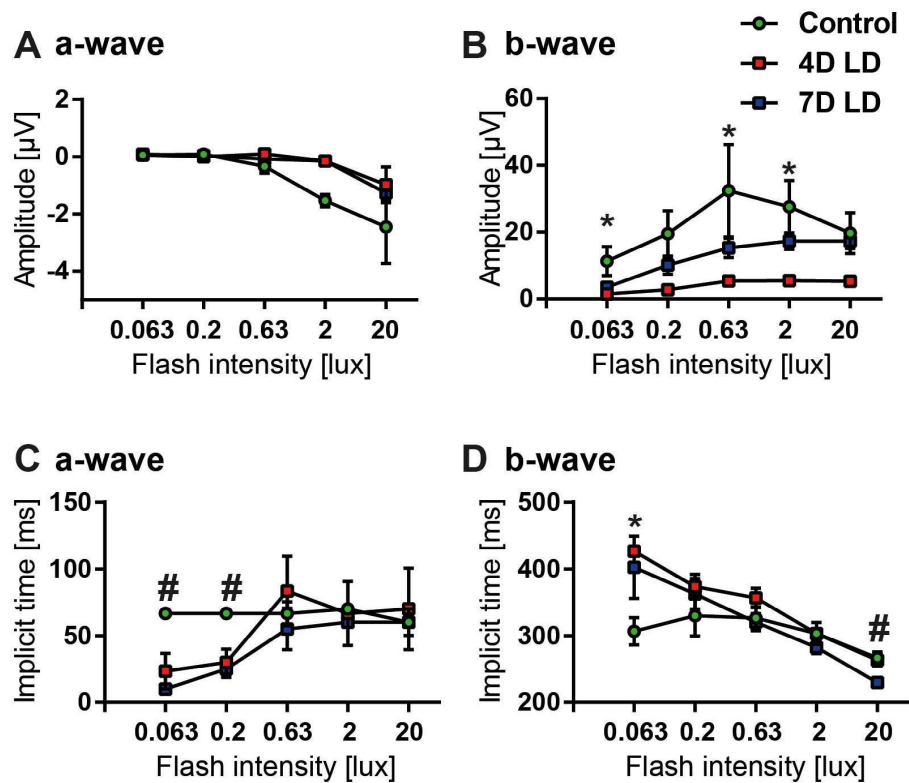 A a-wave
Amplitude [µV]
2
0
-2
-4
0.063 0.2 0.63 2 20
Flash intensity [lux]
B b-wave
Control
4D LD
7D LD
Amplitude [µV]
60
40
20
0
* * *
0.063 0.2 0.63 2 20
Flash intensity [lux]
C a-wave
Implicit time [ms]
150
100
50
0
# #
0.063 0.2 0.63 2 20
Flash intensity [lux]
D b-wave
Implicit time [ms]
500
400
300
200
* #
0.063 0.2 0.63 2 20
Flash intensity [lux]